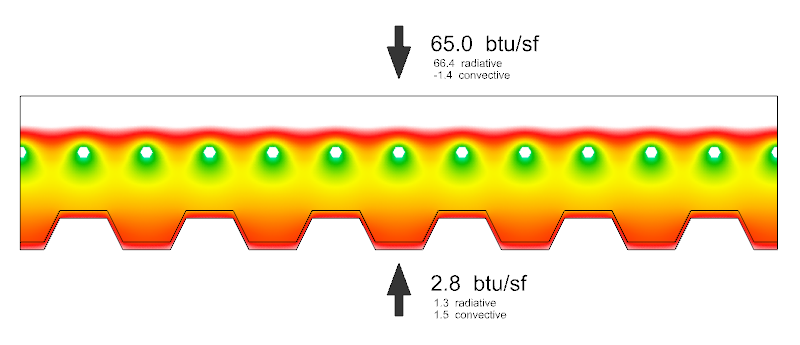 65.0 btu/sf
66.4 radiative
-1.4 convective
2.8 btu/sf
1.3 radiative
1.5 convective